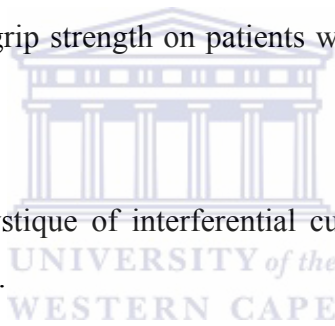 grip strength on patients w
stique of interferential cu
UNIVERSITY of the
.
WESTERN CAPE